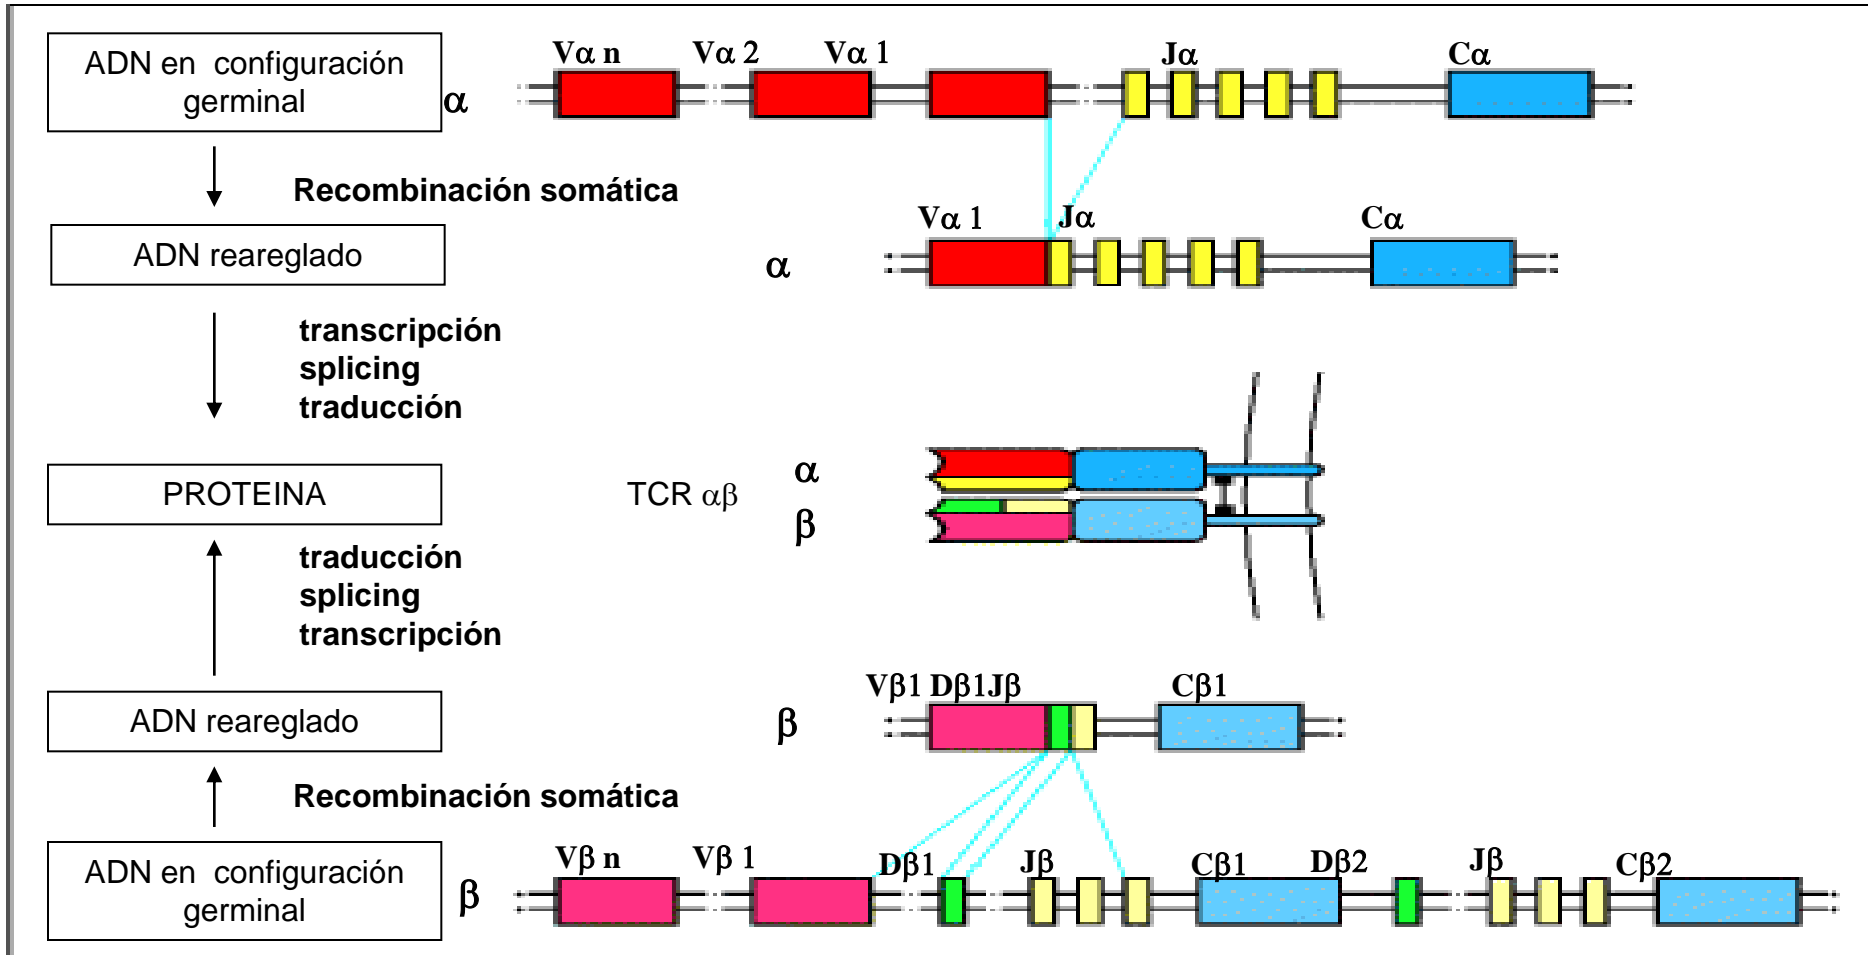 ADN en configuración
germinal
α
Vα n Vα 2 Vα 1 Jα Cα
Recombinación somática
ADN reareglado
α
Vα 1 Jα Cα
transcripción
splicing
traducción
PROTEINA
TCR αβ
α
β
traducción
splicing
transcripción
ADN reareglado
β
Vβ1 Dβ1Jβ Cβ1
Recombinación somática
ADN en configuración
germinal
β
Vβ n Vβ 1 Dβ1 Jβ Cβ1 Dβ2 Jβ Cβ2